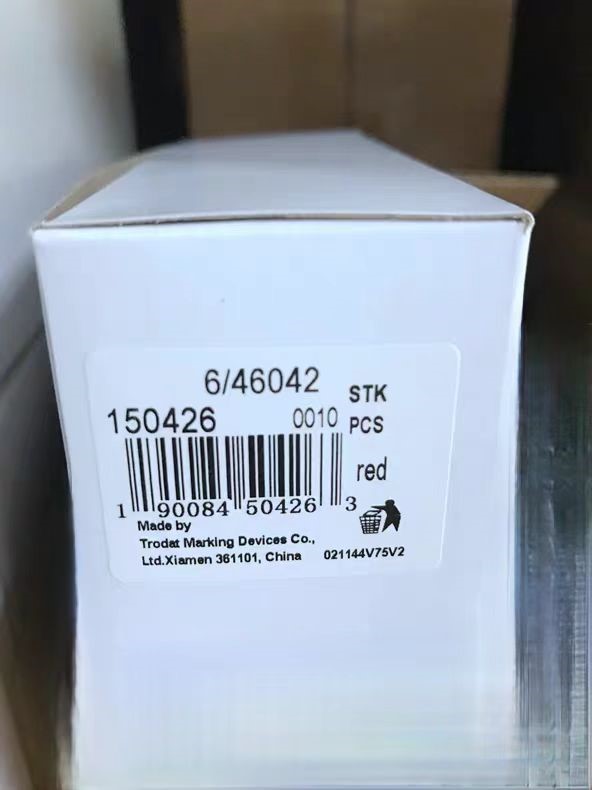 6/46042 STK
150426 0010 PCS
red
1 90084 50426 3
Made by
Trodat Marking Devices Co.,
Ltd.Xiamen 361101, China 021144V75V2